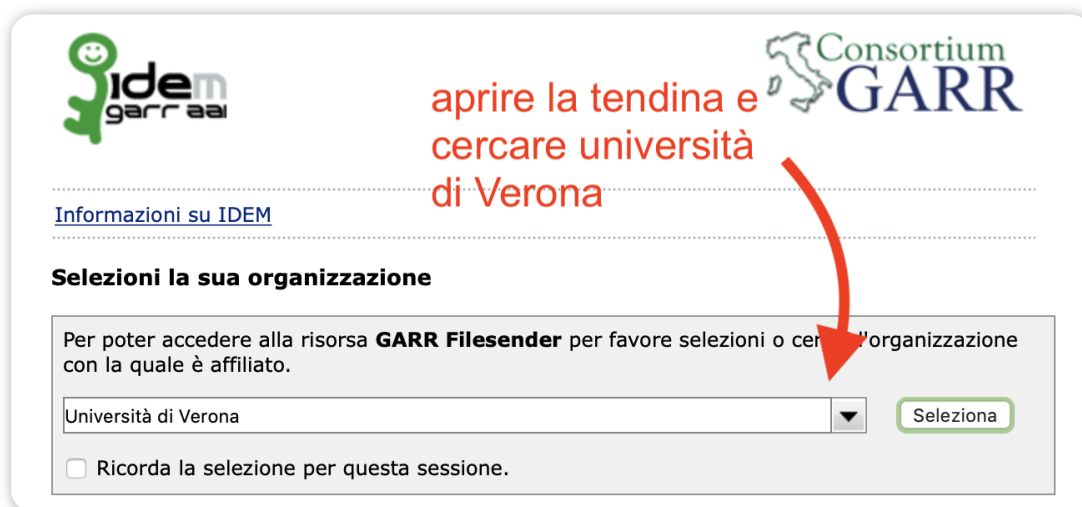 idem
garr aai
Consortium
GARR
aprire la tendina e
cercare università
di Verona
Informazioni su IDEM
Selezioni la sua organizzazione
Per poter accedere alla risorsa GARR Filesender per favore selezioni o l'organizzazione
con la quale è affiliato.
Università di Verona
Seleziona
Ricorda la selezione per questa sessione.